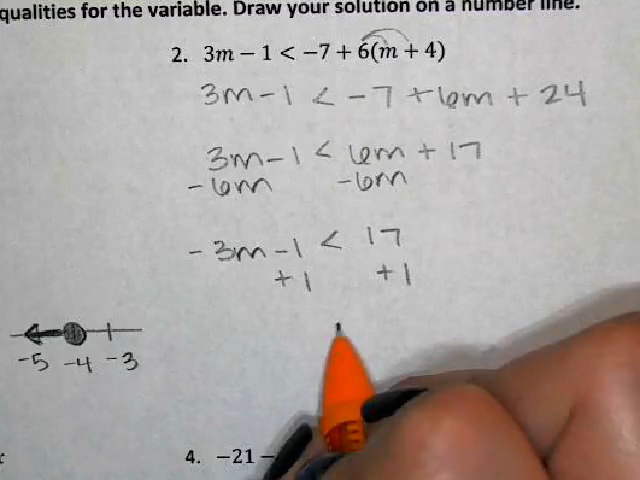 qualities for the variable. Draw your solution on a number line.
2. 3m – 1 < –7 + 6(m + 4)
3m-1 < -7 + 6m + 24
3m-1 < 6m + 17
-6m -6m
-3m-1 < 17
+1 +1
-5 -4 -3
4. –21 –